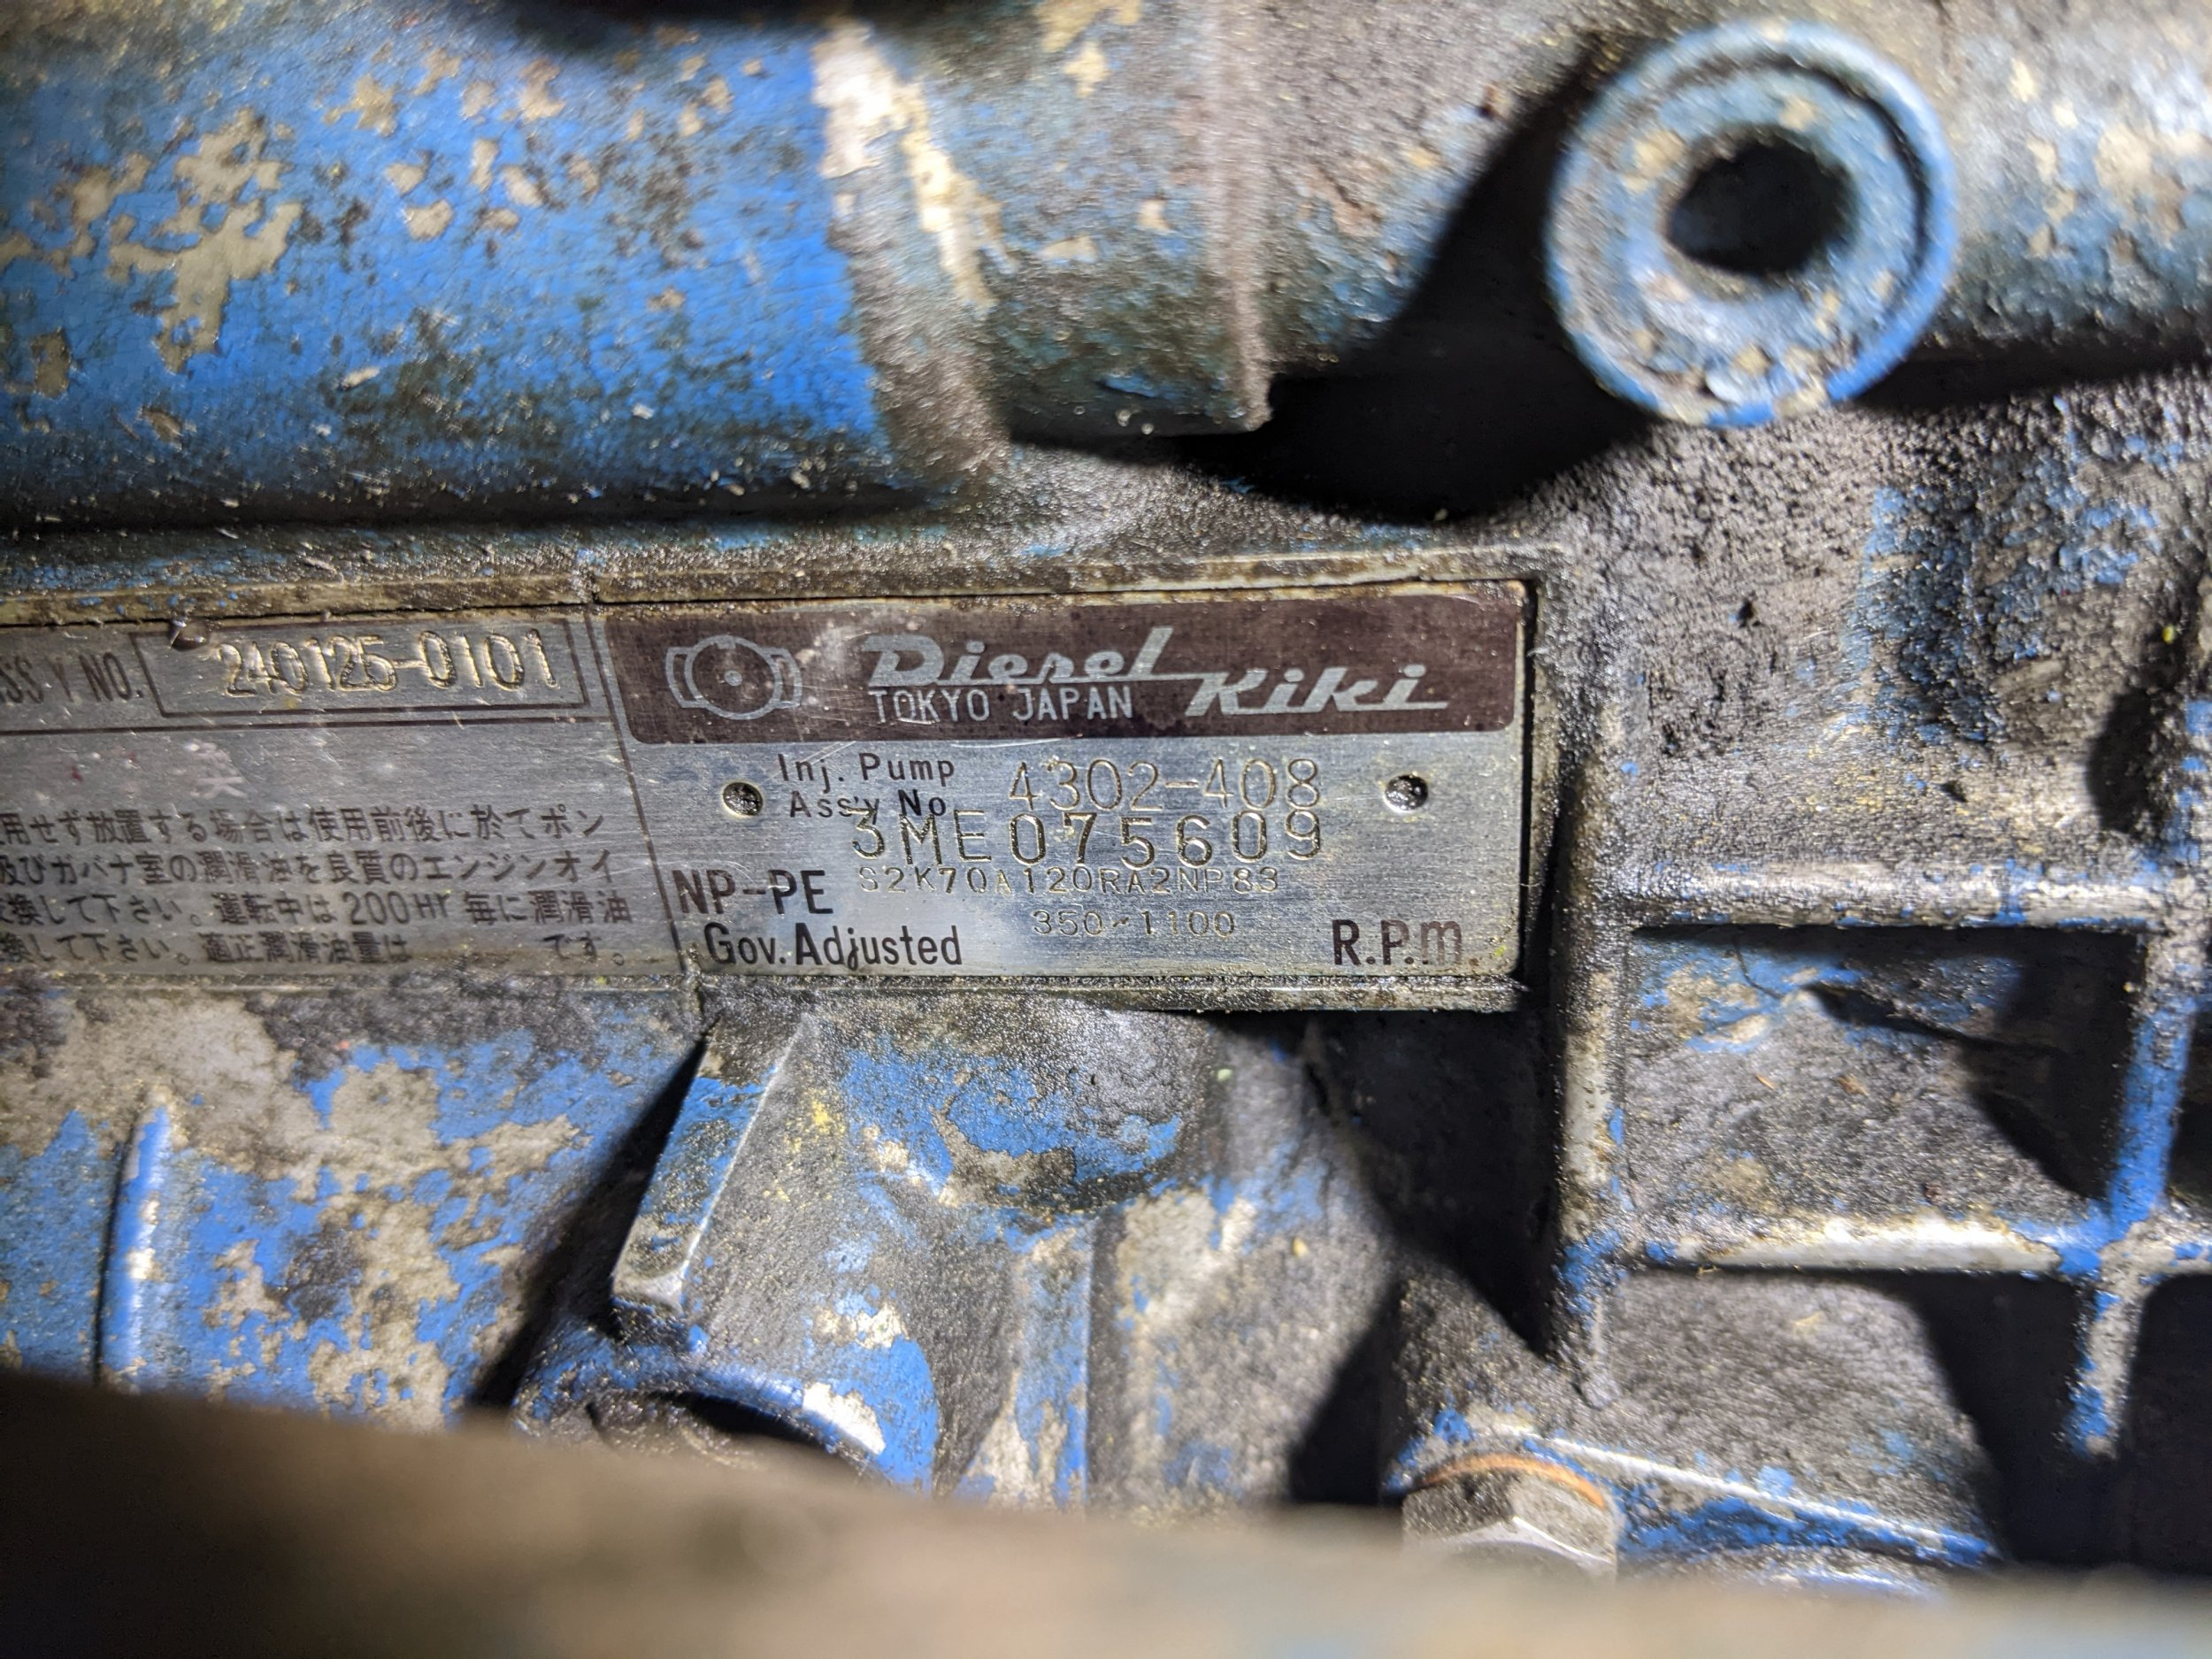 ASS'Y NO. 240125-0101
用せず放置する場合は使用前後に於てポン
及びガバナ室の潤滑油を良質のエンジンオイ
換して下さい。運転中は200Hr毎に潤滑油
換して下さい。適正潤滑油量は です。
Diesel Kiki
TOKYO JAPAN
Inj. Pump 4302-408
Ass'y No.
3ME075609
NP-PE S2K70A120RA2NP83
350~1100
Gov. Adjusted R.P.m.